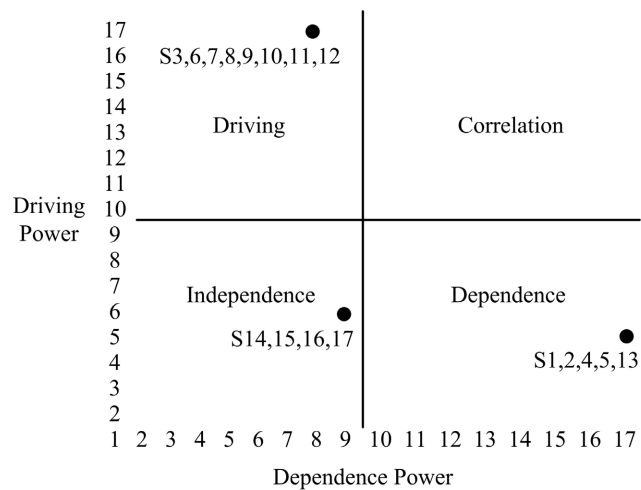 17
16
S3,6,7,8,9,10,11,12
15
14
13
Driving
Correlation
12
11
Driving
Power
10
9
8
7
Independence
Dependence
6
5
S14,15,16,17
4
S1,2,4,5,13
3
2
1 2 3 4 5 6 7 8 9 10 11 12 13 14 15 16 17
Dependence Power